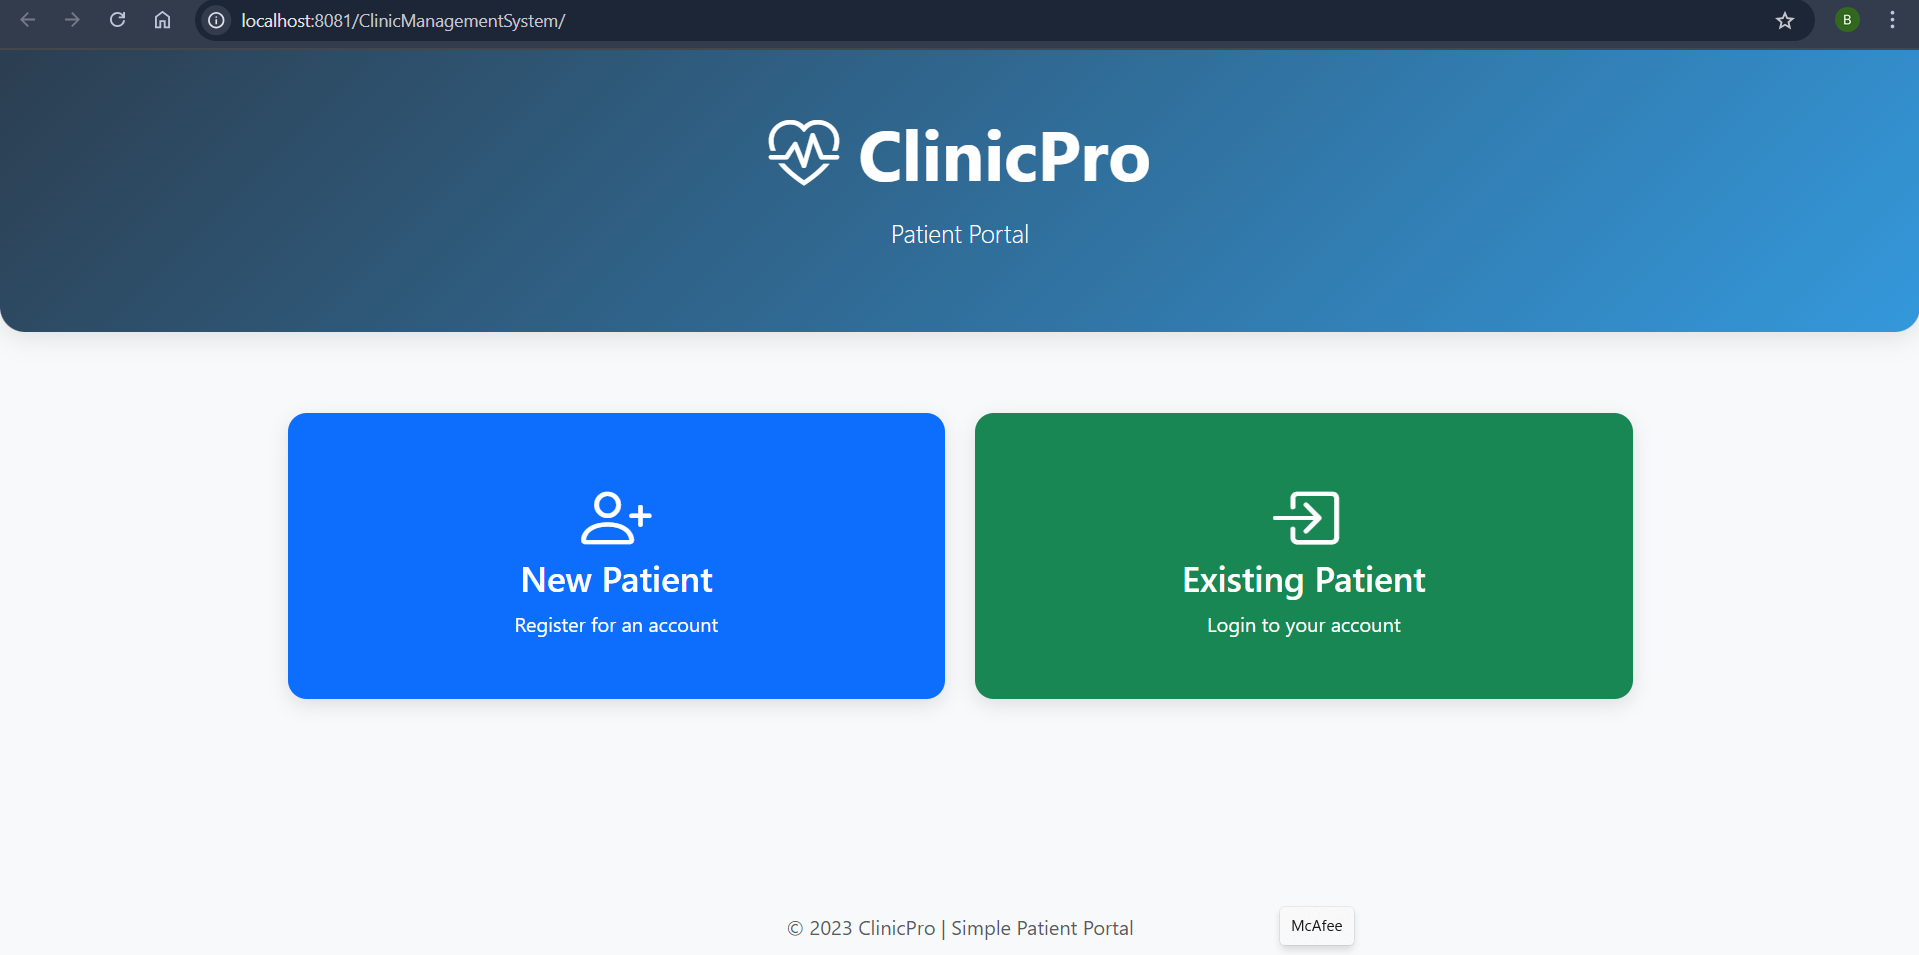 localhost:8081/ClinicManagementSystem/
B
ClinicPro
Patient Portal
New Patient
Register for an account
Existing Patient
Login to your account
© 2023 ClinicPro | Simple Patient Portal
McAfee